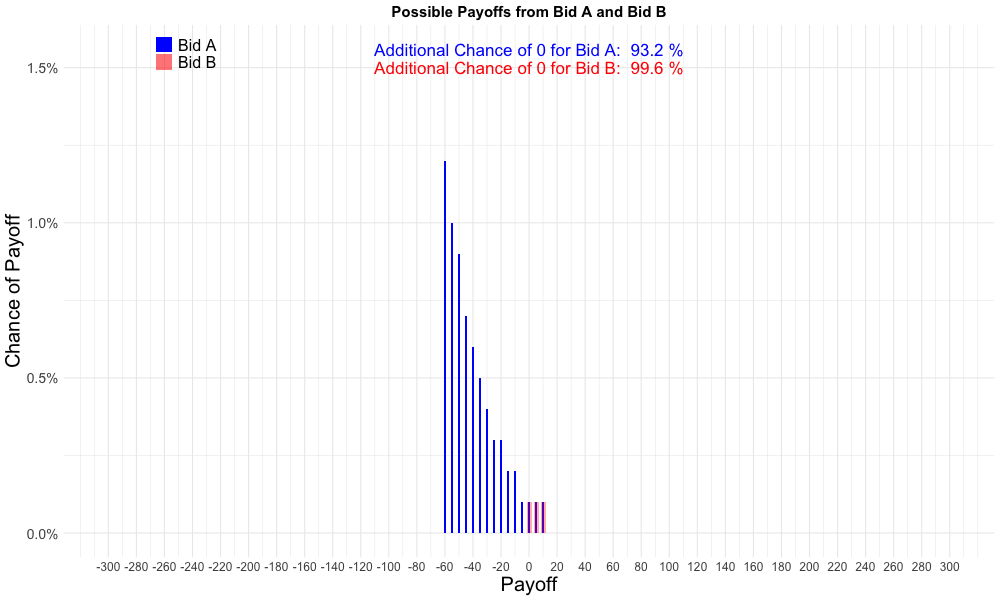 Possible Payoffs from Bid A and Bid B
Bid A
Bid B
Additional Chance of 0 for Bid A:  93.2 %
Additional Chance of 0 for Bid B:  99.6 %
1.5%
1.0%
0.5%
0.0%
Chance of Payoff
-300 -280 -260 -240 -220 -200 -180 -160 -140 -120 -100 -80 -60 -40 -20 0 20 40 60 80 100 120 140 160 180 200 220 240 260 280 300
Payoff